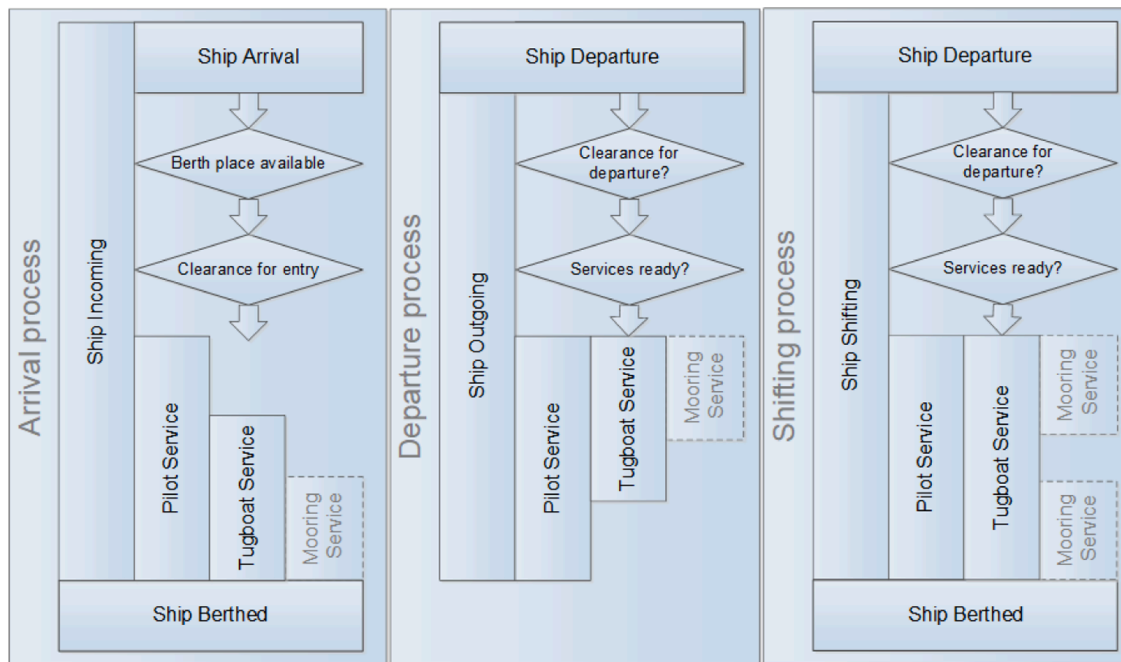 Arrival process
Ship Incoming
Ship Arrival
Berth place available
Clearance for entry
Pilot Service
Tugboat Service
Mooring
Service
Ship Berthed
Departure process
Ship Departure
Ship Outgoing
Clearance for
departure?
Services ready?
Pilot Service
Tugboat Service
Mooring
Service
Shifting process
Ship Departure
Ship Shifting
Clearance for
departure?
Services ready?
Pilot Service
Tugboat Service
Mooring
Service
Mooring
Service
Ship Berthed